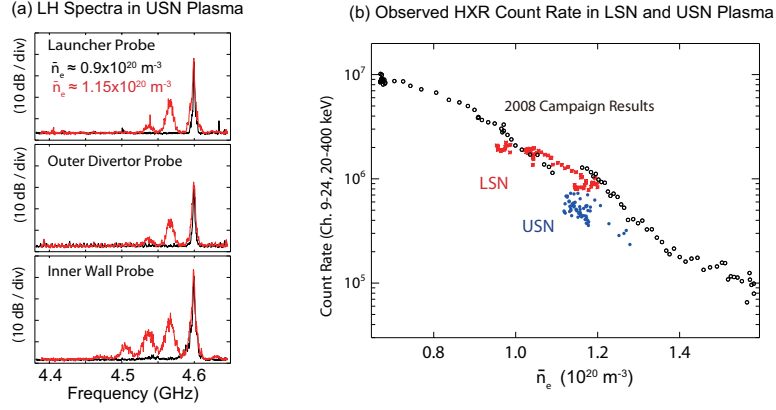 (a) LH Spectra in USN Plasma
Launcher Probe
n̄e ≈ 0.9x10^20 m^-3
n̄e ≈ 1.15x10^20 m^-3
(10 dB / div)
Outer Divertor Probe
(10 dB / div)
Inner Wall Probe
(10 dB / div)
4.4 4.5 4.6
Frequency (GHz)
(b) Observed HXR Count Rate in LSN and USN Plasma
10^7
10^6
10^5
Count Rate (Ch. 9-24, 20-400 keV)
2008 Campaign Results
LSN
USN
0.8 1.0 1.2 1.4
n̄e (10^20 m^-3)